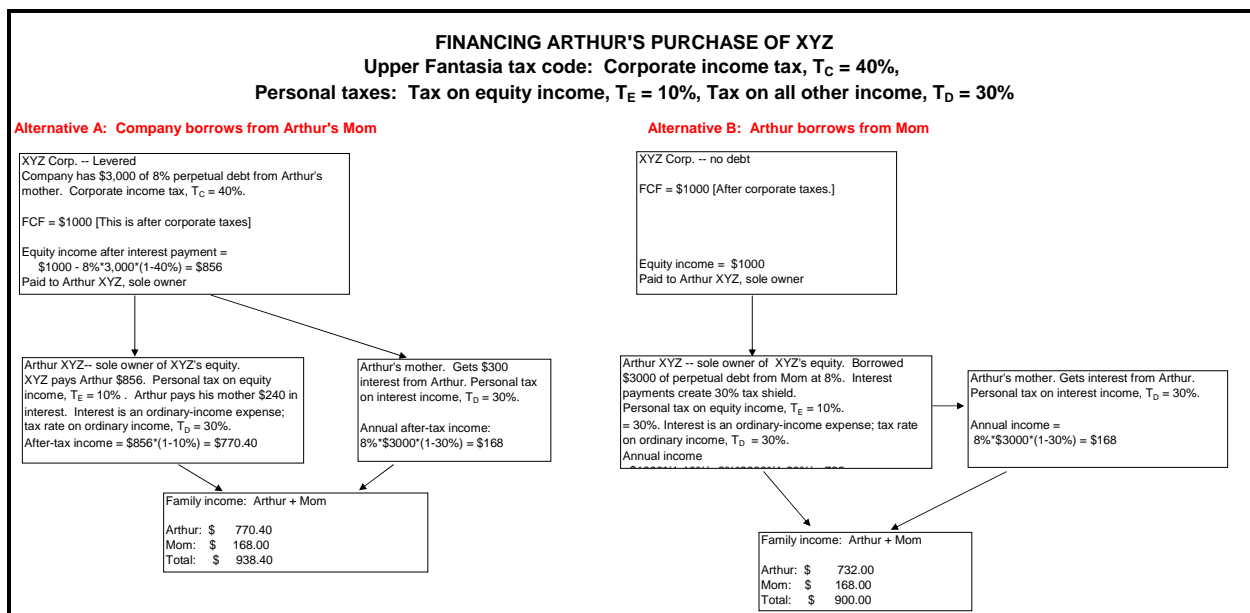 FINANCING ARTHUR'S PURCHASE OF XYZ
Upper Fantasia tax code: Corporate income tax, TC = 40%,
Personal taxes: Tax on equity income, TE = 10%, Tax on all other income, TD = 30%
Alternative A: Company borrows from Arthur's Mom
XYZ Corp. -- Levered
Company has $3,000 of 8% perpetual debt from Arthur's
mother. Corporate income tax, TC = 40%.
FCF = $1000 [This is after corporate taxes]
Equity income after interest payment =
$1000 - 8%*3,000*(1-40%) = $856
Paid to Arthur XYZ, sole owner
Arthur XYZ-- sole owner of XYZ's equity.
XYZ pays Arthur $856. Personal tax on equity
income, TE = 10% . Arthur pays his mother $240 in
interest. Interest is an ordinary-income expense;
tax rate on ordinary income, TD = 30%.
After-tax income = $856*(1-10%) = $770.40
Arthur's mother. Gets $300
interest from Arthur. Personal tax
on interest income, TD = 30%.
Annual after-tax income:
8%*$3000*(1-30%) = $168
Family income: Arthur + Mom
Arthur: $ 770.40
Mom: $ 168.00
Total: $ 938.40
Alternative B: Arthur borrows from Mom
XYZ Corp. -- no debt
FCF = $1000 [After corporate taxes.]
Equity income = $1000
Paid to Arthur XYZ, sole owner
Arthur XYZ -- sole owner of XYZ's equity. Borrowed
$3000 of perpetual debt from Mom at 8%. Interest
payments create 30% tax shield.
Personal tax on equity income, TE = 10%.
= 30%. Interest is an ordinary-income expense; tax rate
on ordinary income, TD = 30%.
Annual income
Arthur's mother. Gets interest from Arthur.
Personal tax on interest income, TD = 30%.
Annual income =
8%*$3000*(1-30%) = $168
Family income: Arthur + Mom
Arthur: $ 732.00
Mom: $ 168.00
Total: $ 900.00